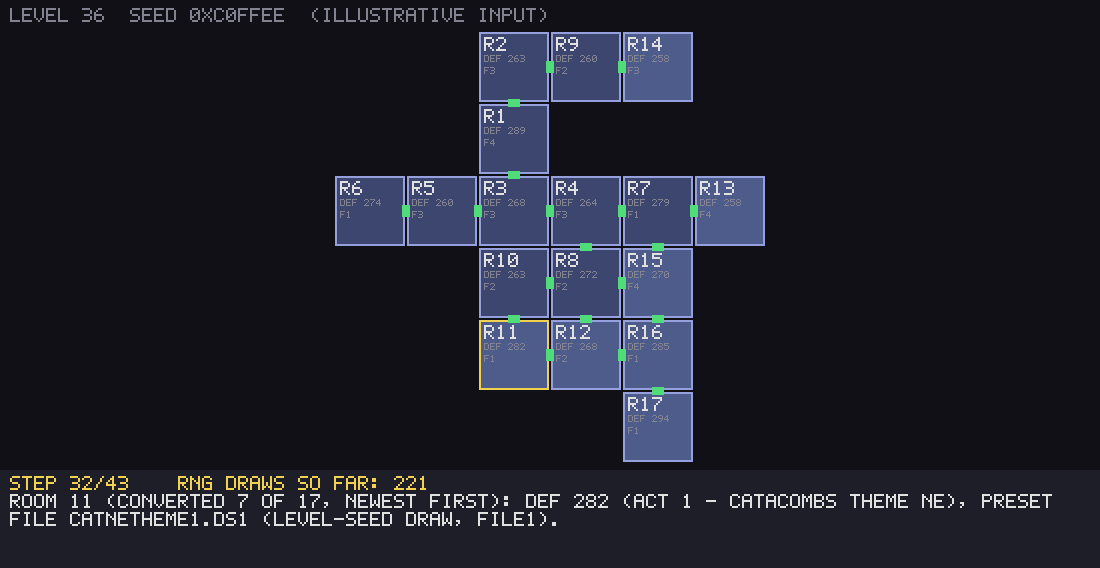 LEVEL 36 SEED 0XC0FFEE (ILLUSTRATIVE INPUT)
R2 R9 R14
DEF 263 DEF 260 DEF 258
F3 F2 F3
R1
DEF 289
F4
R6 R5 R3 R4 R7 R13
DEF 274 DEF 260 DEF 268 DEF 264 DEF 279 DEF 258
F1 F3 F3 F3 F1 F4
R10 R8 R15
DEF 263 DEF 272 DEF 270
F2 F2 F4
R11 R12 R16
DEF 282 DEF 268 DEF 285
F1 F2 F1
R17
DEF 294
F1
STEP 32/43 RNG DRAWS SO FAR: 221
ROOM 11 (CONVERTED 7 OF 17, NEWEST FIRST): DEF 282 (ACT 1 - CATACOMBS THEME NE), PRESET
FILE CATNETHEME1.DS1 (LEVEL-SEED DRAW, FILE1).